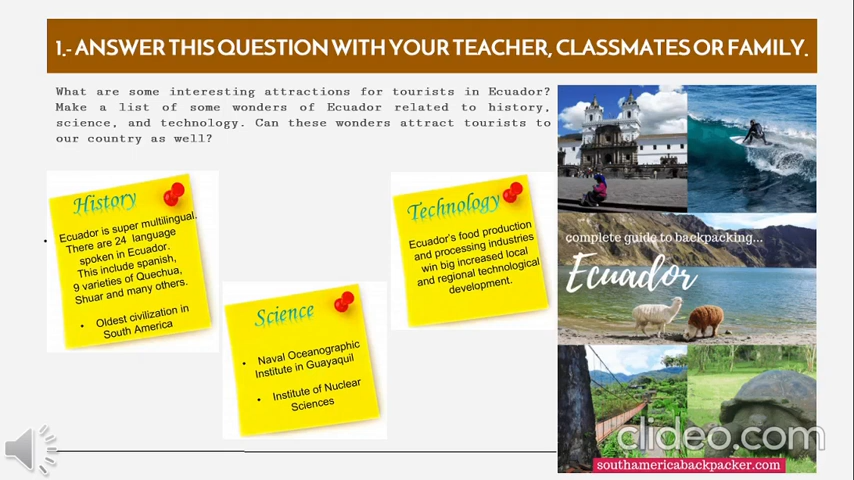 1.- ANSWER THIS QUESTION WITH YOUR TEACHER, CLASSMATES OR FAMILY.
What are some interesting attractions for tourists in Ecuador?
Make a list of some wonders of Ecuador related to history,
science, and technology. Can these wonders attract tourists to
our country as well?
History
Ecuador is super multilingual.
There are 24 language
spoken in Ecuador.
This include spanish,
9 varieties of Quechua,
Shuar and many others.
• Oldest civilization in
South America
Science
• Naval Oceanographic
Institute in Guayaquil
• Institute of Nuclear
Sciences
Technology
Ecuador's food production
and processing industries
win big increased local
and regional technological
development.
complete guide to backpacking...
Ecuador
clideo.com
southamericabackpacker.com